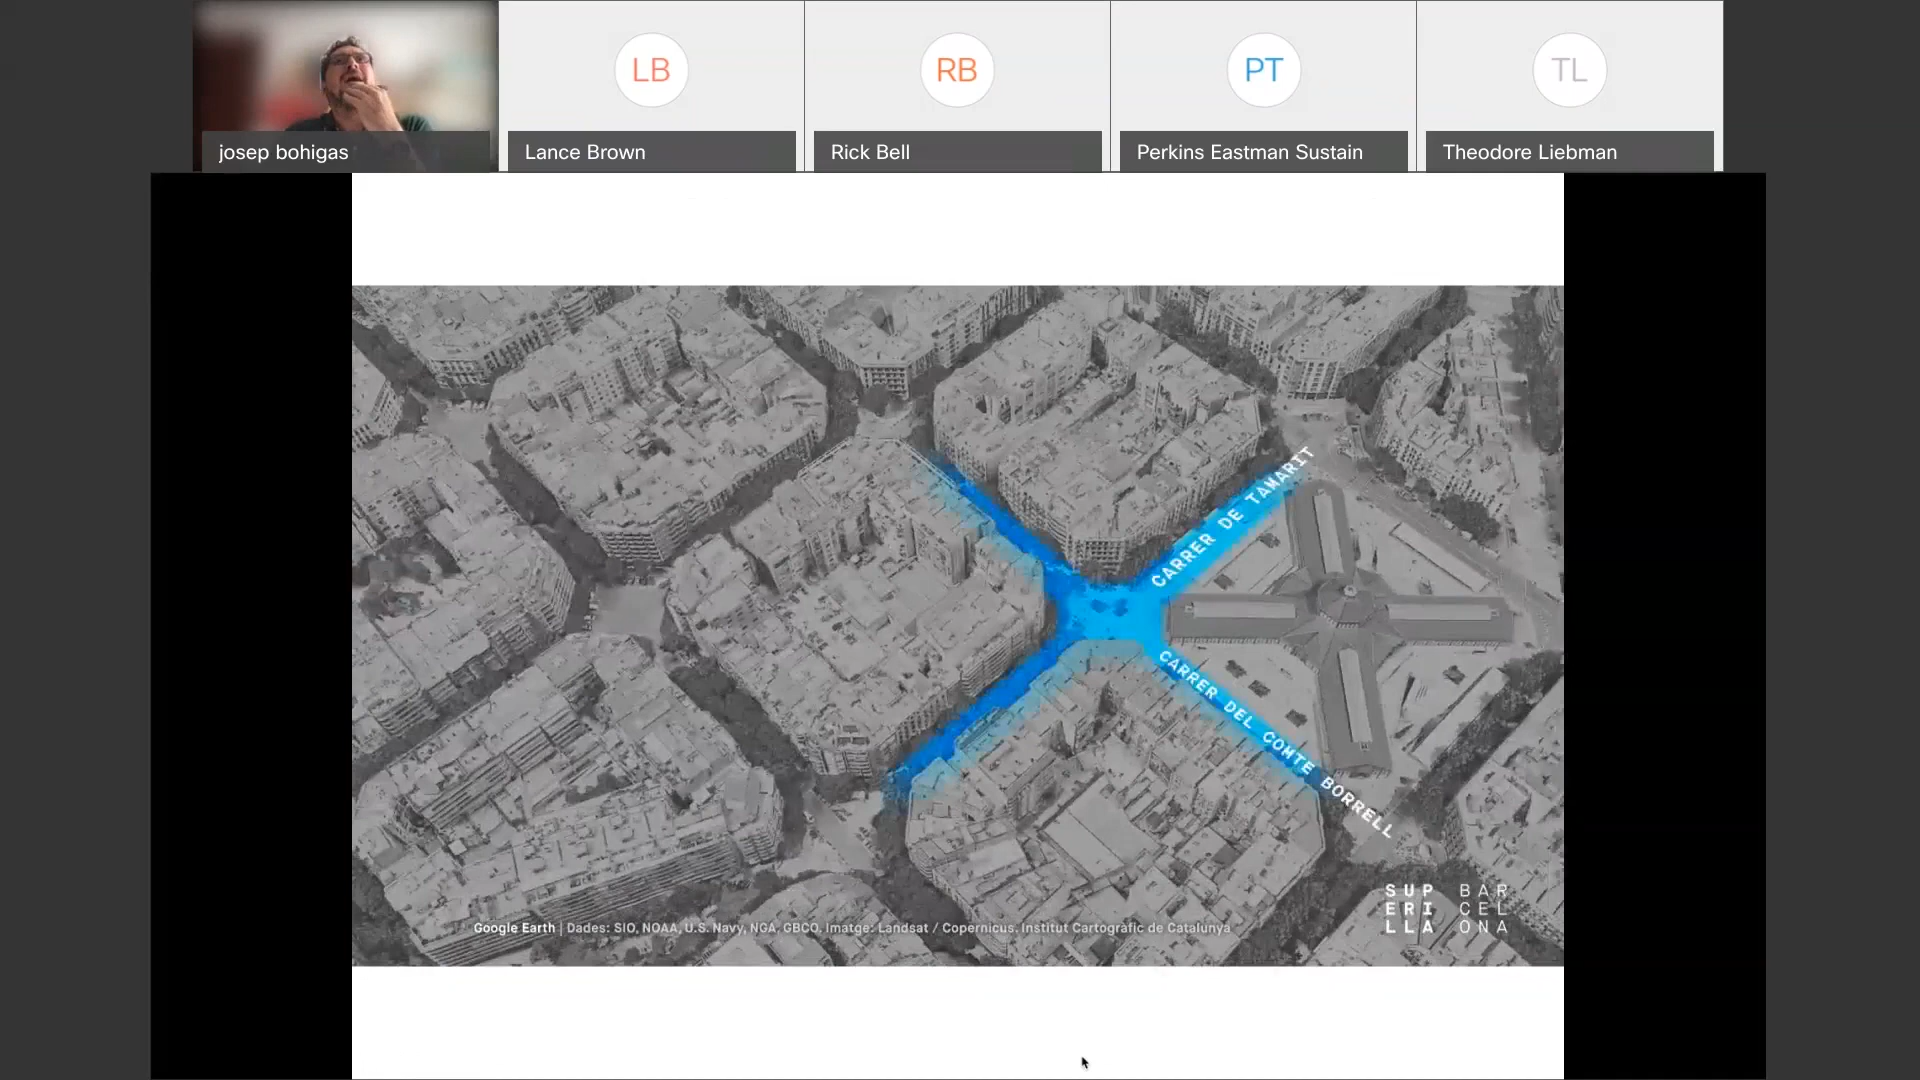 LB
RB
PT
TL
josep bohigas
Lance Brown
Rick Bell
Perkins Eastman Sustain
Theodore Liebman
CARRER DE TAMARIT
CARRER DEL COMTE BORRELL
SUP BAR
ERI CEL
LLA ONA
Google Earth | Dades: SIO, NOAA, U.S. Navy, NGA, GBCO. Imatge: Landsat / Copernicus. Institut Cartogràfic de Catalunya